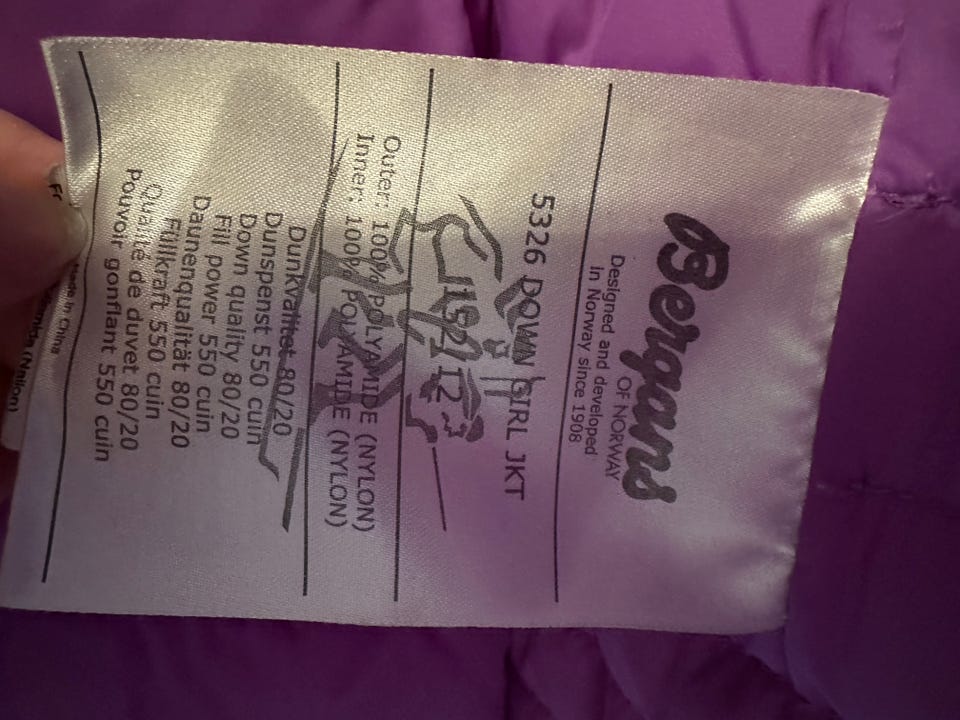 Bergans
OF NORWAY
Designed and developed
in Norway since 1908
5326 DOWN GIRL JKT
Outer: 100% POLYAMIDE (NYLON)
Inner: 100% POLYAMIDE (NYLON)
Dunkvalitet 80/20
Dunspenst 550 cuin
Down quality 80/20
Fill power 550 cuin
Daunenqualität 80/20
Füllkraft 550 cuin
Qualité de duvet 80/20
Pouvoir gonflant 550 cuin
Made in China
(Nailon)